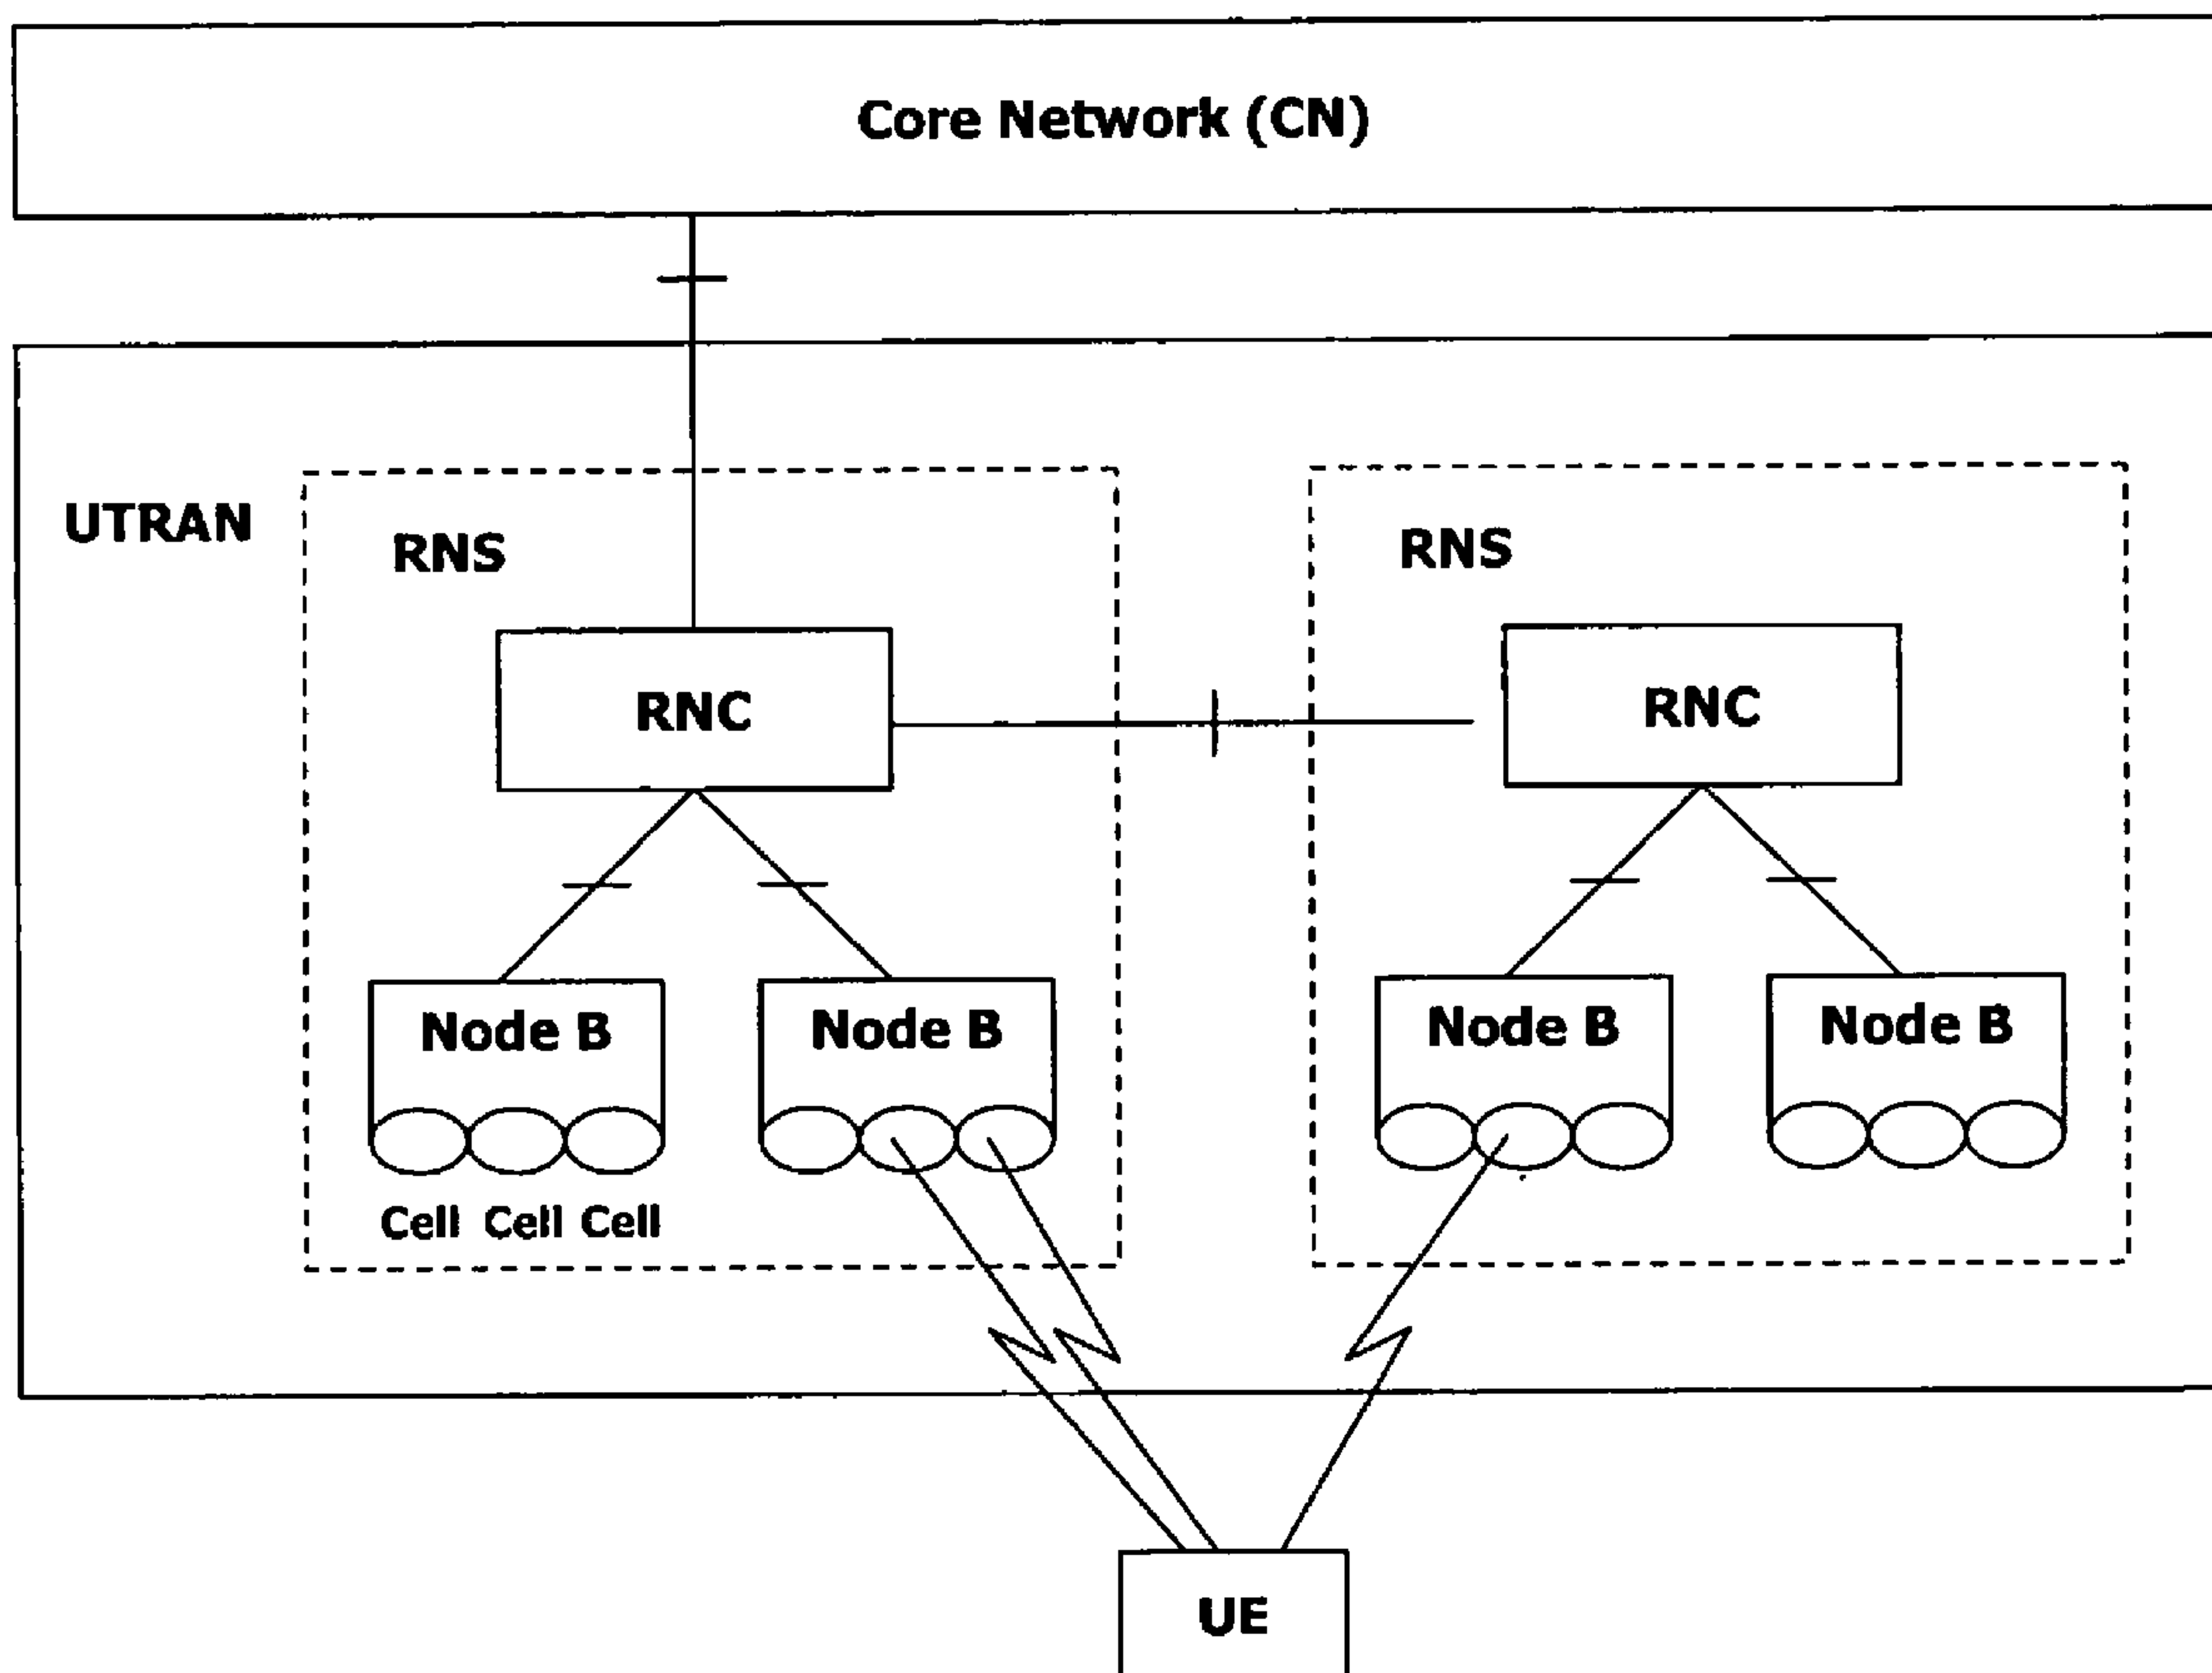 Core Network (CN)
UTRAN
RNS
RNS
RNC
RNC
Node B
Node B
Node B
Node B
Cell Cell Cell
UE